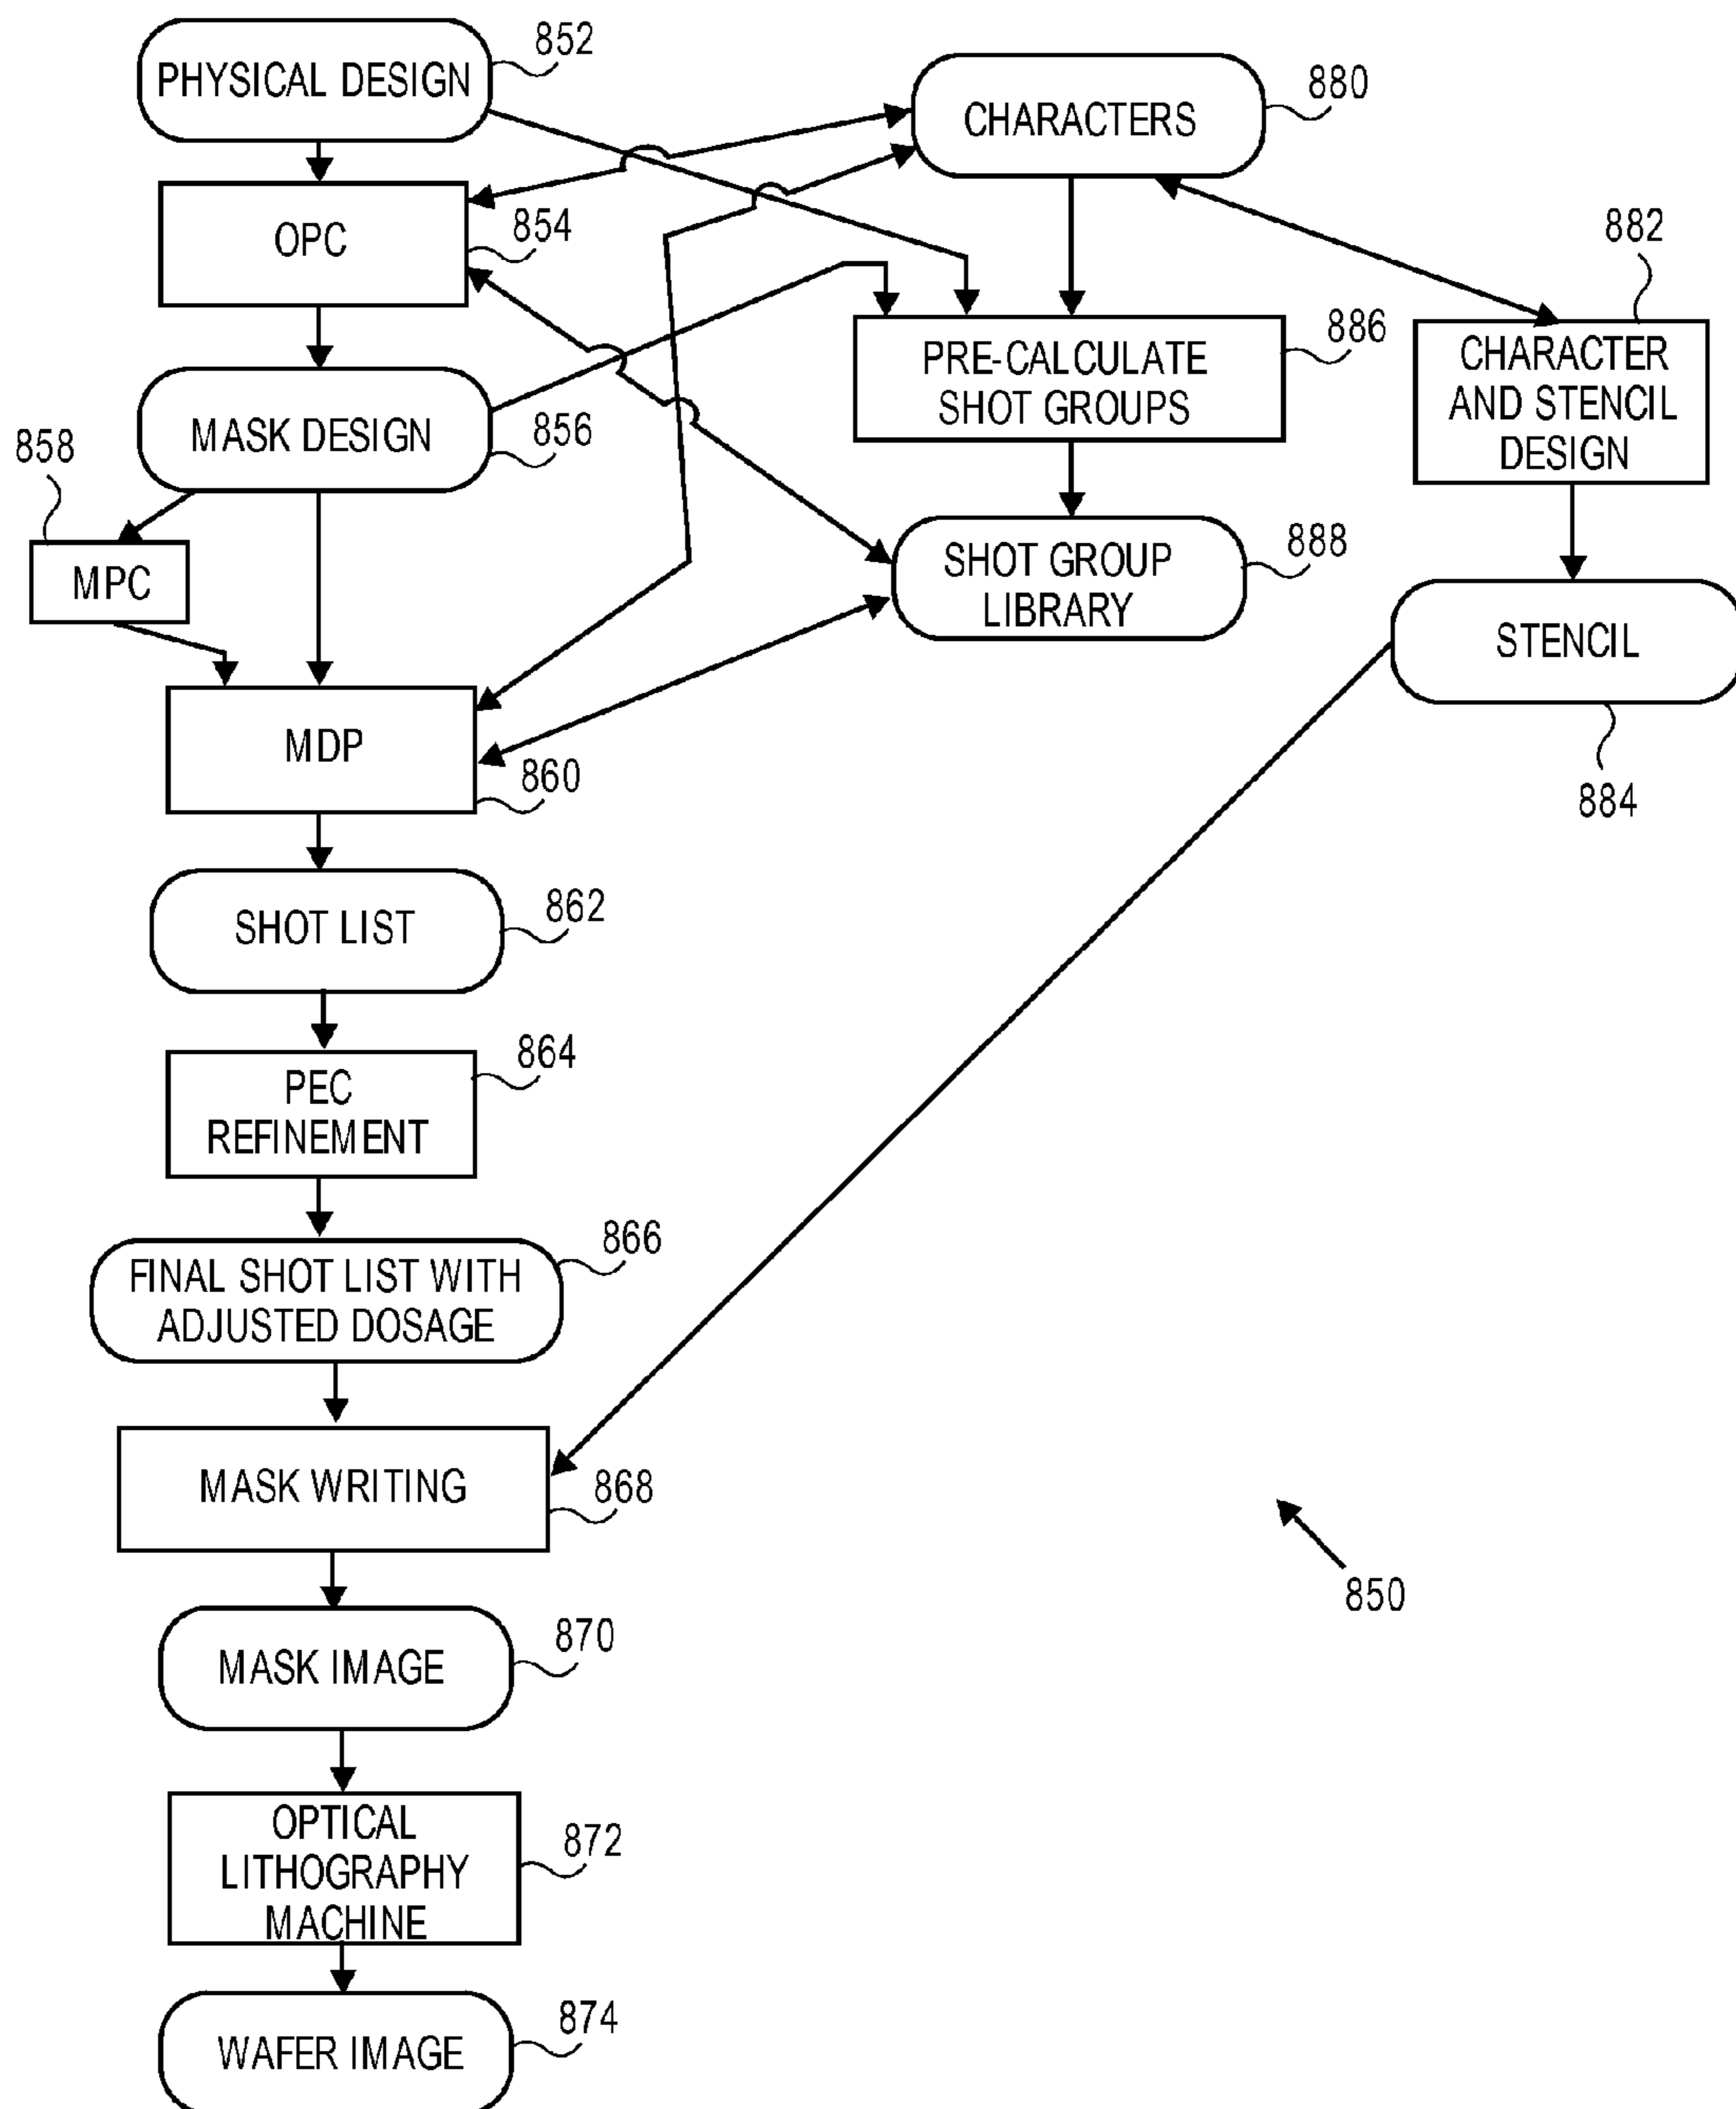 PHYSICAL DESIGN
852
CHARACTERS
880
OPC
854
882
PRE-CALCULATE
SHOT GROUPS
886
CHARACTER
AND STENCIL
DESIGN
MASK DESIGN
856
858
MPC
SHOT GROUP
LIBRARY
888
STENCIL
884
MDP
860
SHOT LIST
862
PEC
REFINEMENT
864
FINAL SHOT LIST WITH
ADJUSTED DOSAGE
866
MASK WRITING
868
850
MASK IMAGE
870
OPTICAL
LITHOGRAPHY
MACHINE
872
WAFER IMAGE
874